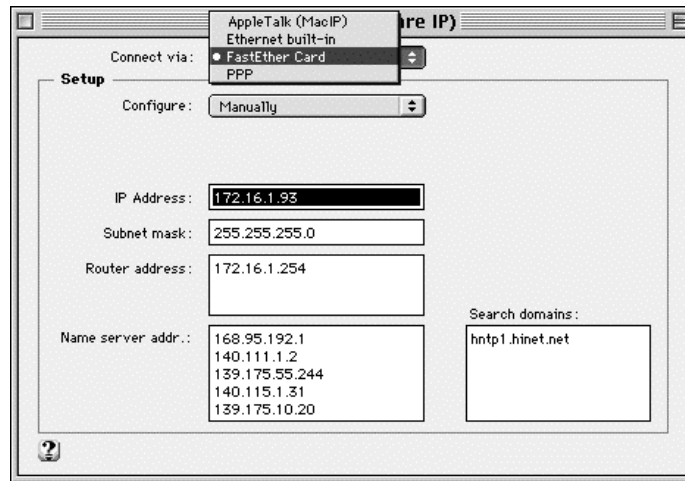 are IP)
AppleTalk (MacIP)
Ethernet built-in
FastEther Card
PPP
Connect via:
Setup
Configure: Manually
IP Address: 172.16.1.93
Subnet mask: 255.255.255.0
Router address: 172.16.1.254
Search domains:
Name server addr.: 168.95.192.1
hntp1.hinet.net
140.111.1.2
139.175.55.244
140.115.1.31
139.175.10.20
?